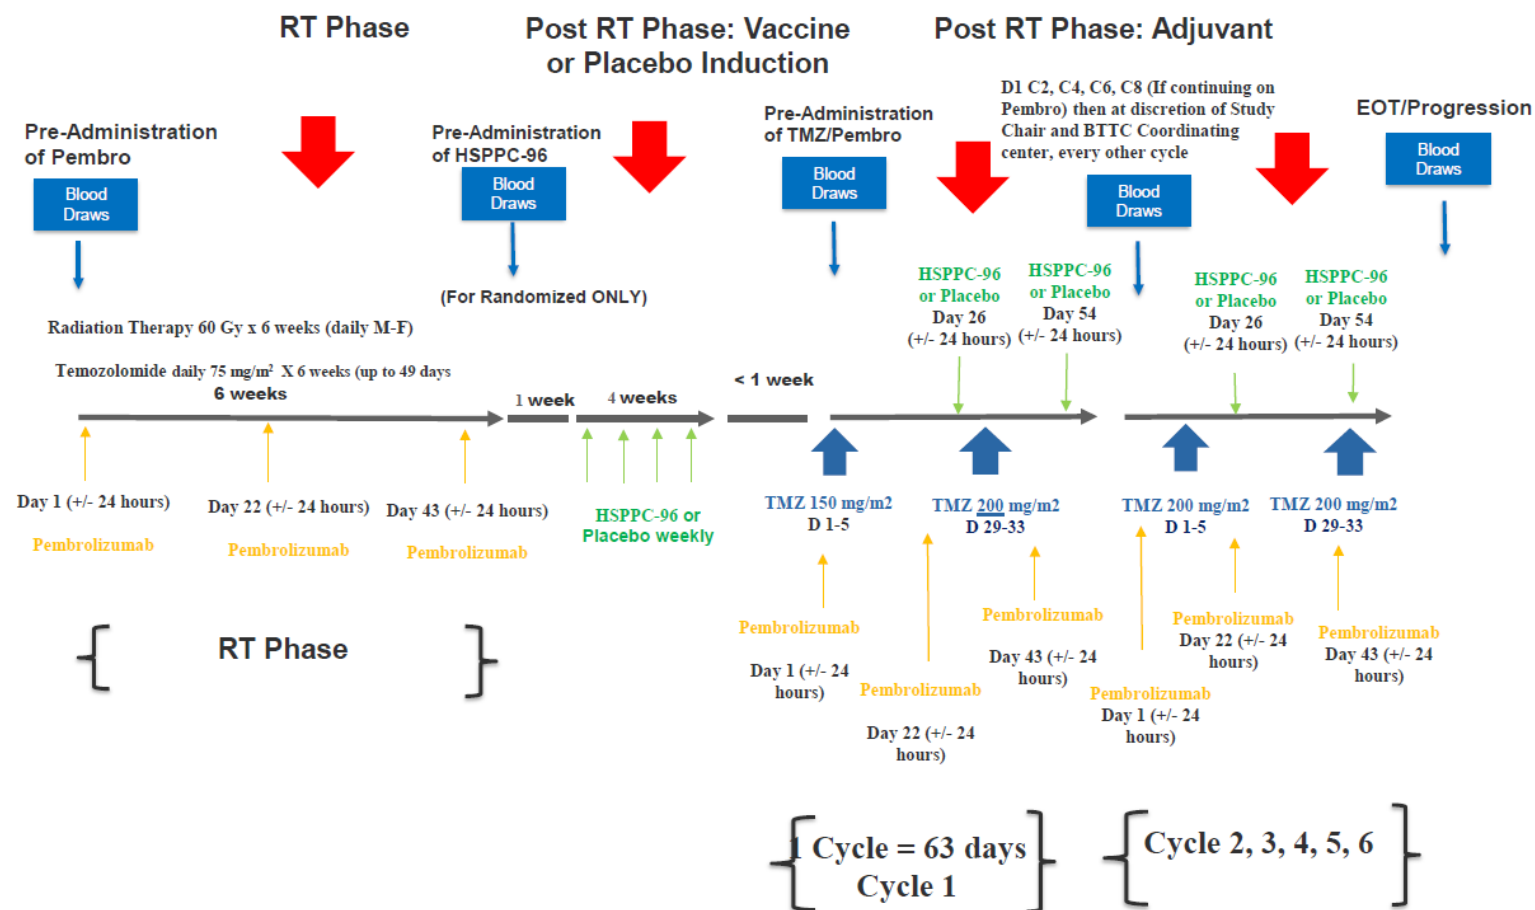 RT Phase
Post RT Phase: Vaccine
or Placebo Induction
Post RT Phase: Adjuvant
Pre-Administration
of Pembro
Blood
Draws
Pre-Administration
of HSPPC-96
Blood
Draws
(For Randomized ONLY)
Pre-Administration
of TMZ/Pembro
Blood
Draws
D1 C2, C4, C6, C8 (If continuing on
Pembro) then at discretion of Study
Chair and BTTC Coordinating
center, every other cycle
Blood
Draws
EOT/Progression
Blood
Draws
Radiation Therapy 60 Gy x 6 weeks (daily M-F)
Temozolomide daily 75 mg/m² X 6 weeks (up to 49 days
6 weeks
1 week
4 weeks
< 1 week
HSPPC-96
or Placebo
Day 26
(+/- 24 hours)
HSPPC-96
or Placebo
Day 54
(+/- 24 hours)
HSPPC-96
or Placebo
Day 26
(+/- 24 hours)
HSPPC-96
or Placebo
Day 54
(+/- 24 hours)
Day 1 (+/- 24 hours)
Pembrolizumab
Day 22 (+/- 24 hours)
Pembrolizumab
Day 43 (+/- 24 hours)
Pembrolizumab
HSPPC-96 or
Placebo weekly
TMZ 150 mg/m2
D 1-5
TMZ 200 mg/m2
D 29-33
TMZ 200 mg/m2
D 1-5
TMZ 200 mg/m2
D 29-33
Pembrolizumab
Day 1 (+/- 24
hours)
Pembrolizumab
Day 22 (+/- 24
hours)
Pembrolizumab
Day 43 (+/- 24
hours)
Pembrolizumab
Day 1 (+/- 24
hours)
Pembrolizumab
Day 22 (+/- 24
hours)
Pembrolizumab
Day 43 (+/- 24
hours)
RT Phase
1 Cycle = 63 days
Cycle 1
Cycle 2, 3, 4, 5, 6